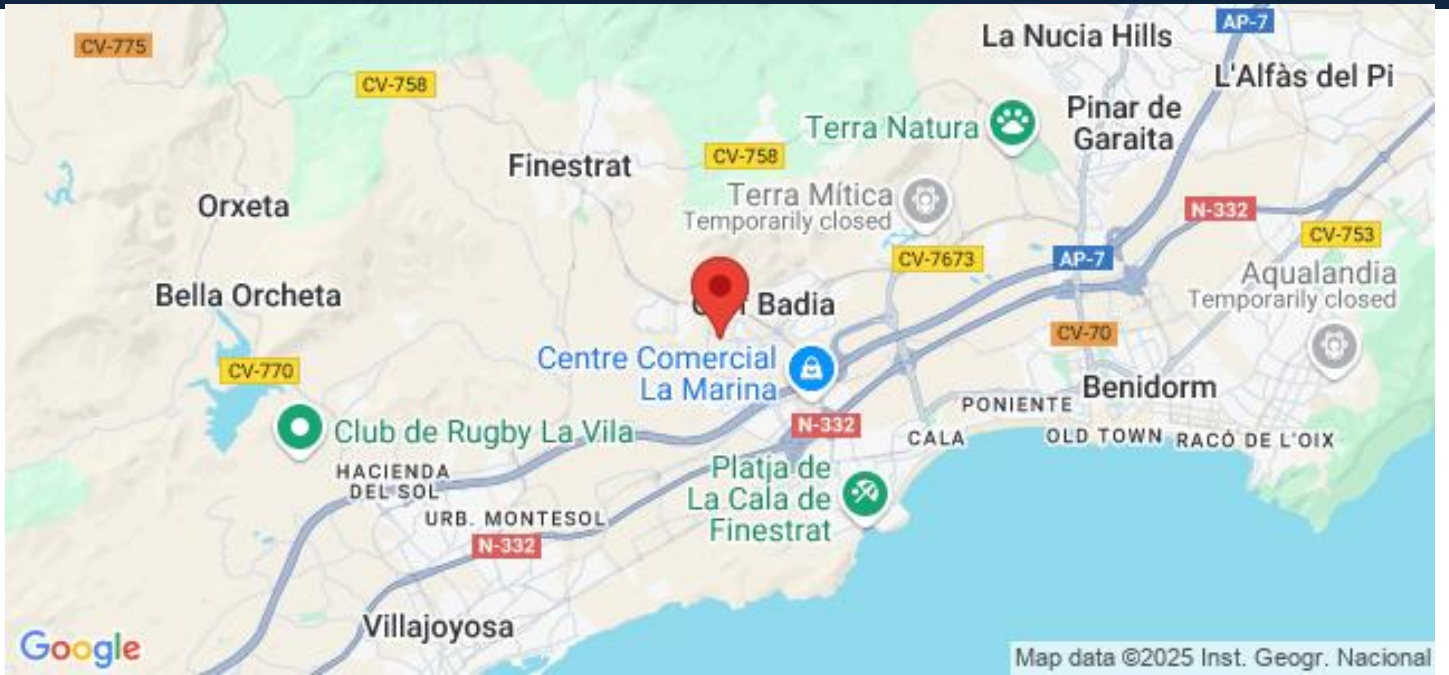 CV-775
La Nucia Hills
AP-7
L'Alfàs del Pi
CV-758
Terra Natura
Pinar de
Garaita
Finestrat
CV-758
Orxeta
Terra Mítica
Temporarily closed
N-332
CV-753
CV-7673
AP-7
Aqualandia
Temporarily closed
Bella Orcheta
Badia
CV-70
Centre Comercial
La Marina
CV-770
Benidorm
PONIENTE
N-332
CALA
OLD TOWN
RACÓ DE L'OIX
Club de Rugby La Vila
HACIENDA
DEL SOL
Platja de
La Cala de
Finestrat
URB. MONTESOL
N-332
Villajoyosa
Google
Map data ©2025 Inst. Geogr. Nacional